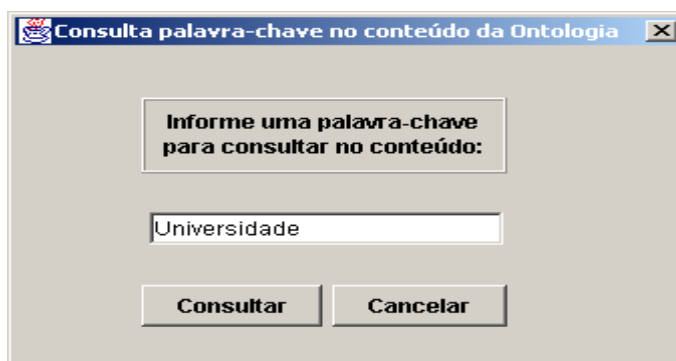 Consulta palavra-chave no conteúdo da Ontologia
Informe uma palavra-chave
para consultar no conteúdo:
Universidade
Consultar Cancelar